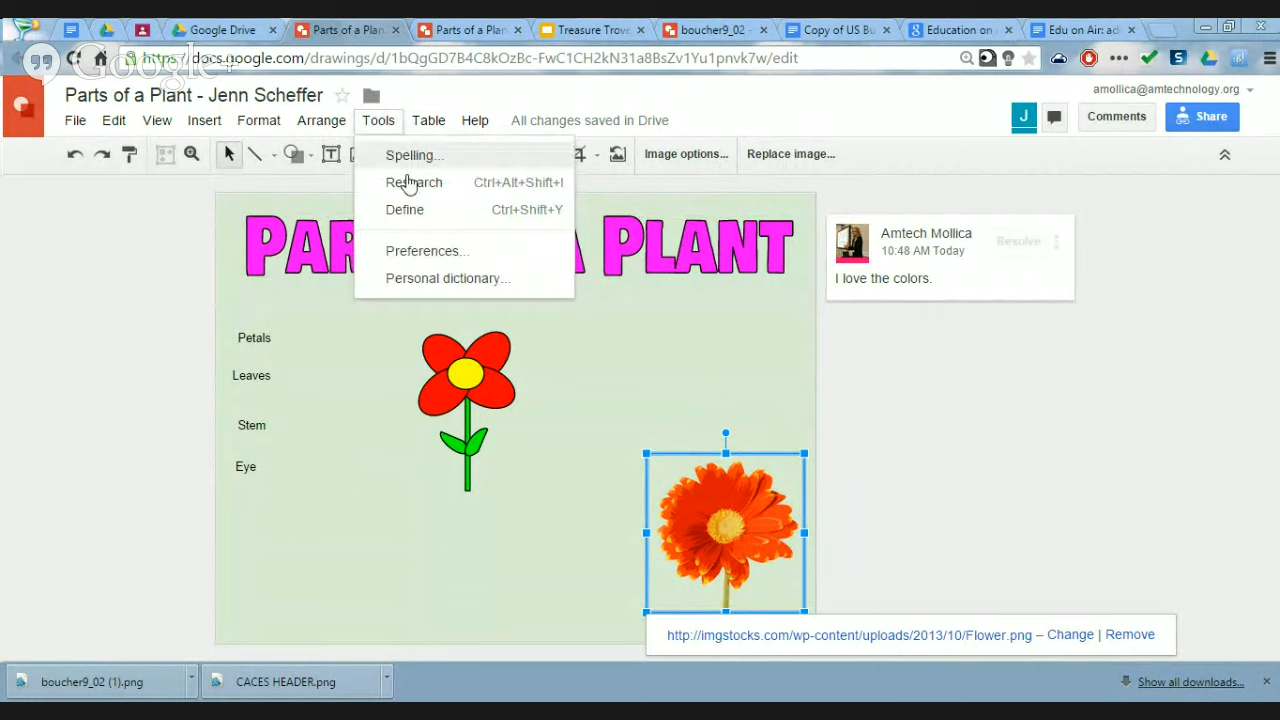 Google Drive
Parts of a Plan
Parts of a Plan
Treasure Trove
boucher9_02 -
Copy of US Bu
Education on
Edu on Air: ad
Google+
https://docs.google.com/drawings/d/1bQgGD7B4C8kOzBc-FwC1CH2kN31a8BsZv1Yu1pnvk7w/edit
Parts of a Plant - Jenn Scheffer
amollica@amtechnology.org
File Edit View Insert Format Arrange Tools Table Help All changes saved in Drive
J
Comments
Share
Image options...
Replace image...
Spelling...
Research Ctrl+Alt+Shift+I
Define Ctrl+Shift+Y
Preferences...
Personal dictionary...
PAR A PLANT
Amtech Mollica
10:48 AM Today
Resolve
I love the colors.
Petals
Leaves
Stem
Eye
http://imgstocks.com/wp-content/uploads/2013/10/Flower.png – Change | Remove
boucher9_02 (1).png
CACES HEADER.png
Show all downloads...